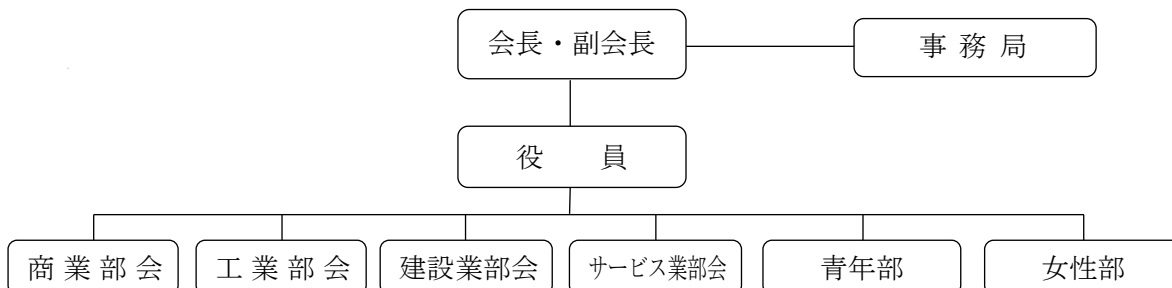 会長・副会長
事 務 局
役　　員
商 業 部 会
工 業 部 会
建設業部会
サービス業部会
青年部
女性部